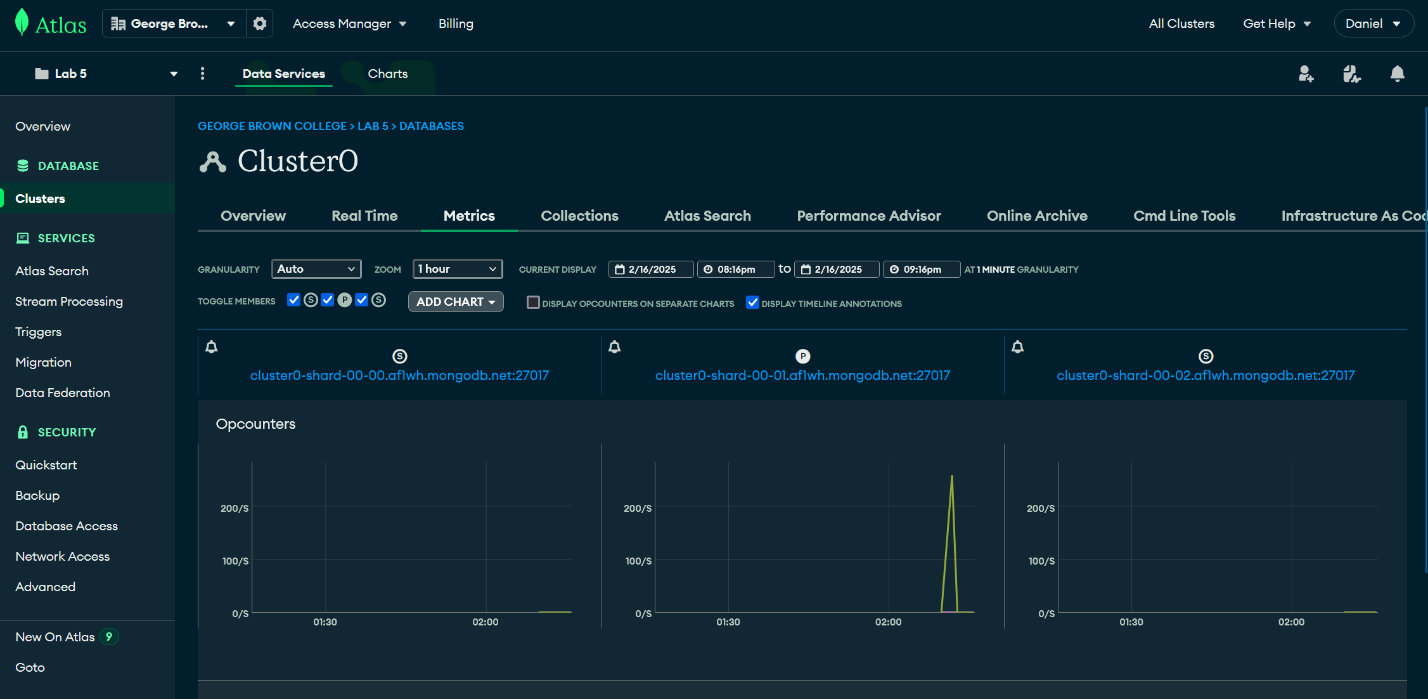 Atlas
George Brow...
Access Manager
Billing
All Clusters
Get Help
Daniel
Lab 5
Data Services
Charts
Overview
DATABASE
Clusters
SERVICES
Atlas Search
Stream Processing
Triggers
Migration
Data Federation
SECURITY
Quickstart
Backup
Database Access
Network Access
Advanced
New On Atlas 9
Goto
GEORGE BROWN COLLEGE > LAB 5 > DATABASES
Cluster0
Overview
Real Time
Metrics
Collections
Atlas Search
Performance Advisor
Online Archive
Cmd Line Tools
Infrastructure As Cod
GRANULARITY Auto ZOOM 1 hour CURRENT DISPLAY 2/16/2025 08:16pm to 2/16/2025 09:16pm AT 1 MINUTE GRANULARITY
TOGGLE MEMBERS S P S ADD CHART DISPLAY OPCOUNTERS ON SEPARATE CHARTS DISPLAY TIMELINE ANNOTATIONS
S
cluster0-shard-00-00.af1wh.mongodb.net:27017
P
cluster0-shard-00-01.af1wh.mongodb.net:27017
S
cluster0-shard-00-02.af1wh.mongodb.net:27017
Opcounters
200/S
100/S
0/S
01:30
02:00
200/S
100/S
0/S
01:30
02:00
200/S
100/S
0/S
01:30
02:00